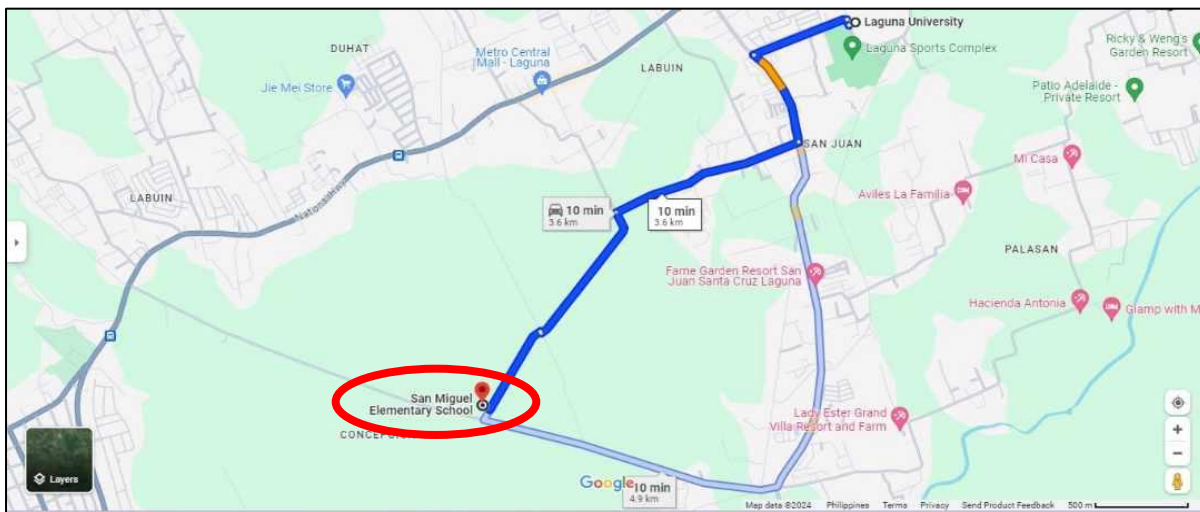 Laguna University
Laguna Sports Complex
Ricky & Weng's
Garden Resort
DUHAT
Metro Central
Mall - Laguna
LABUIN
Jie Mei Store
Patio Adelaide -
Private Resort
SAN JUAN
Mi Casa
LABUIN
Aviles La Familia
10 min
3.6 km
10 min
3.6 km
PALASAN
Fame Garden Resort San
Juan Santa Cruz Laguna
Hacienda Antonia
Glamp with M
San Miguel
Elementary School
Lady Ester Grand
Villa Resort and Farm
Layers
Google
10 min
4.9 km
Map data ©2024 Philippines Terms Privacy Send Product Feedback 500 m